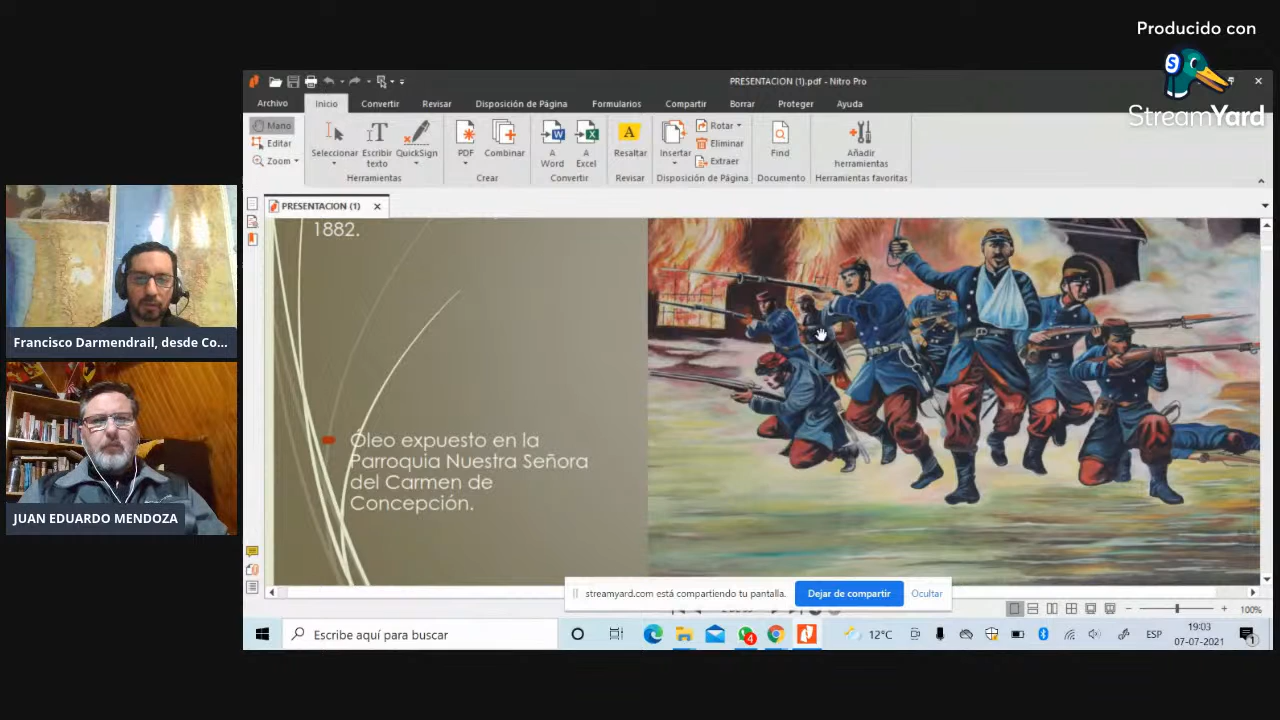 Producido con
StreamYard
PRESENTACION (1).pdf - Nitro Pro
Archivo Inicio Convertir Revisar Disposición de Página Formularios Compartir Borrar Proteger Ayuda
Mano
Editar
Zoom
Seleccionar
Escribir texto
QuickSign
Herramientas
PDF
Combinar
Crear
A Word
A Excel
Convertir
Resaltar
Revisar
Insertar
Rotar
Eliminar
Extraer
Disposición de Página
Find
Documento
Añadir herramientas
Herramientas favoritas
PRESENTACION (1)
1882.
Óleo expuesto en la
Parroquia Nuestra Señora
del Carmen de
Concepción.
Francisco Darmendrail, desde Co...
JUAN EDUARDO MENDOZA
streamyard.com está compartiendo tu pantalla.
Dejar de compartir
Ocultar
100%
Escribe aquí para buscar
4
12°C
ESP
19:03
07-07-2021
1